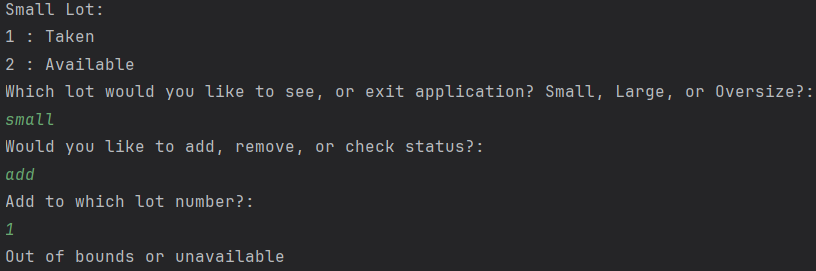 Small Lot:
1 : Taken
2 : Available
Which lot would you like to see, or exit application? Small, Large, or Oversize?:
small
Would you like to add, remove, or check status?:
add
Add to which lot number?:
1
Out of bounds or unavailable